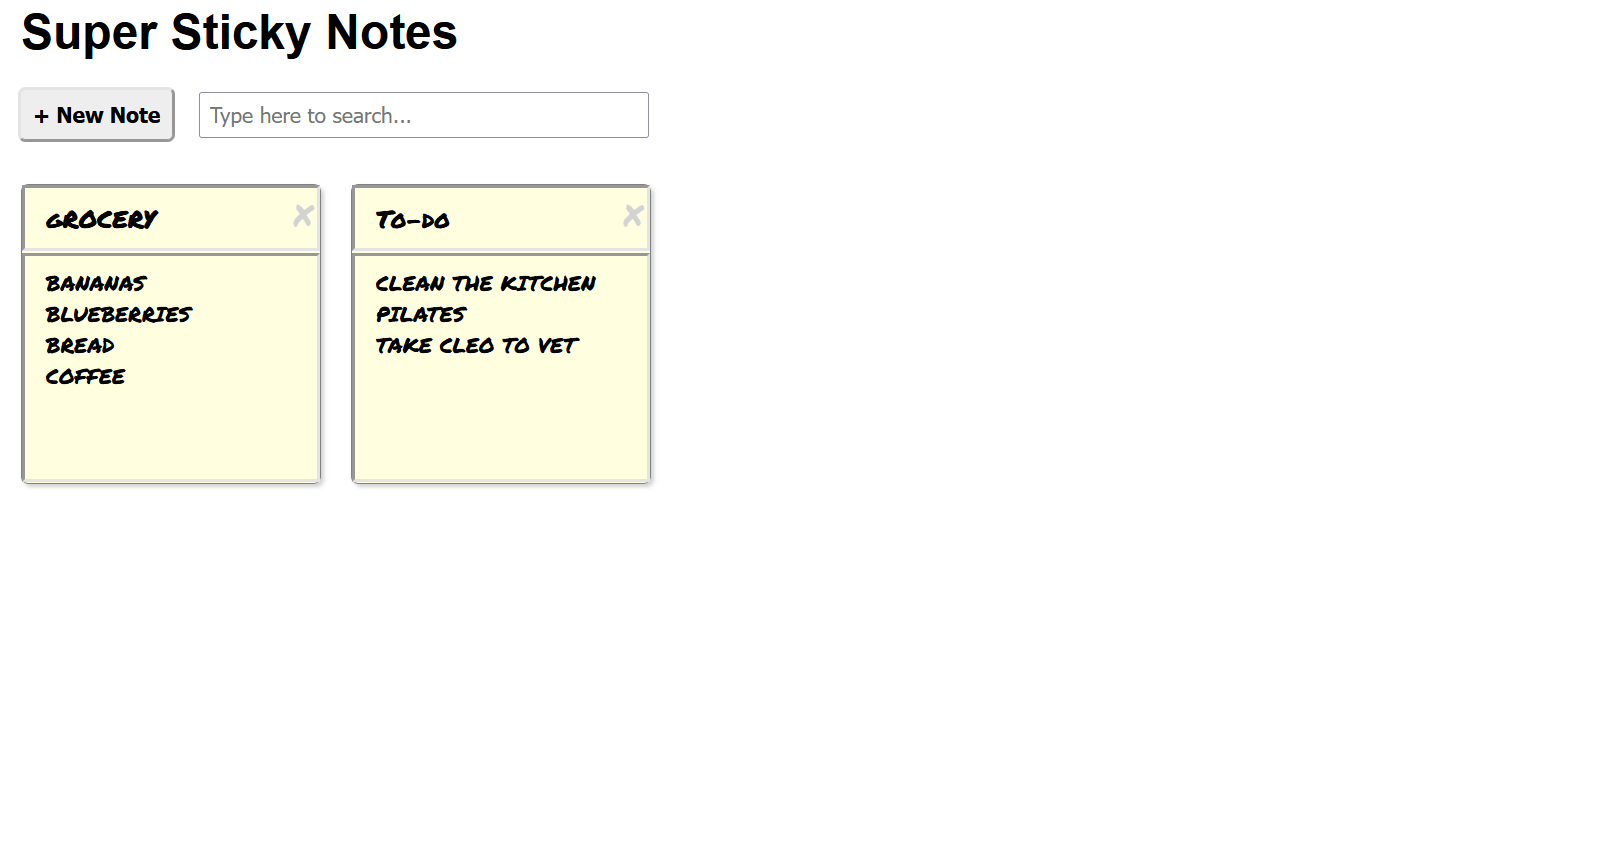 Super Sticky Notes
+ New Note
Type here to search...
gROCERY
TO-DO
BANANAS
BLUEBERRIES
BREAD
COFFEE
CLEAN THE KITCHEN
PILATES
TAKE CLEO TO VET